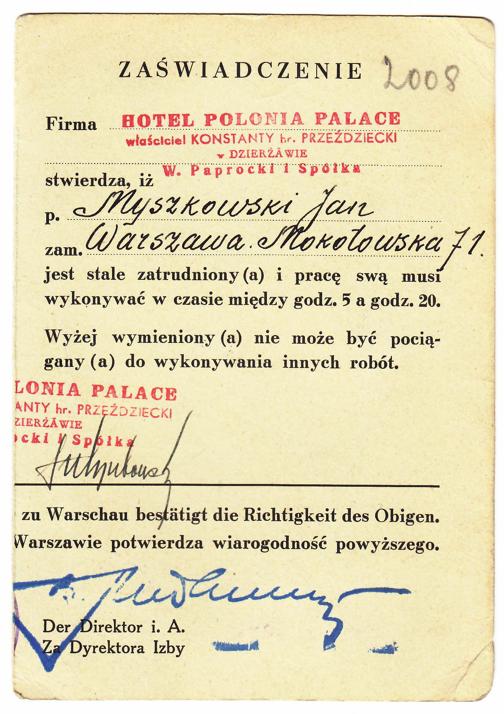 ZAŚWIADCZENIE 2008
Firma HOTEL POLONIA PALACE
właściciel KONSTANTY hr. PRZEŹDZIECKI
w DZIERŻAWIE
W. Paprocki i Spółka
stwierdza, iż
p. Myszkowski Jan
zam. Warszawa. Mokotowska 71.
jest stale zatrudniony (a) i pracę swą musi
wykonywać w czasie między godz. 5 a godz. 20.
Wyżej wymieniony (a) nie może być pocią-
gany (a) do wykonywania innych robót.
LONIA PALACE
ANTY hr. PRZEŹDZIECKI
ZIERŻAWIE
ocki i Spółka
zu Warschau bestätigt die Richtigkeit des Obigen.
Warszawie potwierdza wiarogodność powyższego.
Der Direktor i. A.
Za Dyrektora Izby